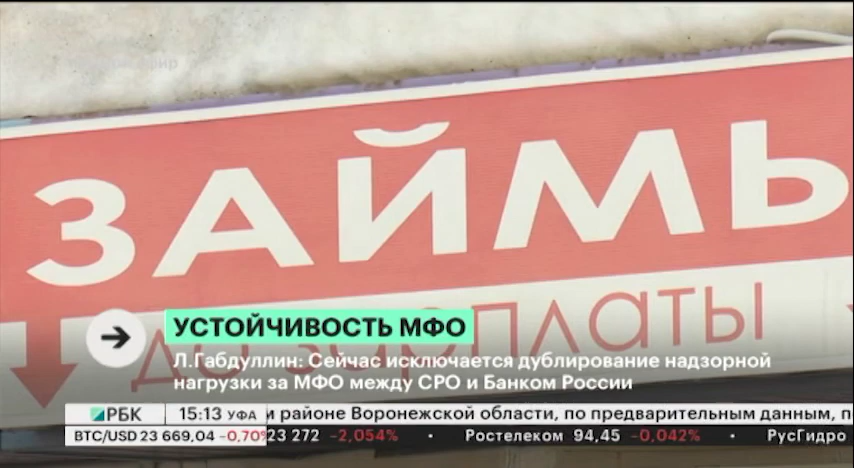 ЗАЙМЫ
до зарплаты
УСТОЙЧИВОСТЬ МФО
Л.Габдуллин: Сейчас исключается дублирование надзорной
нагрузки за МФО между СРО и Банком России
РБК 15:13 УФА и районе Воронежской области, по предварительным данным, п
BTC/USD 23 669,04 -0,70% 23 272 -2,054% • Ростелеком 94,45 -0,042% • РусГидро